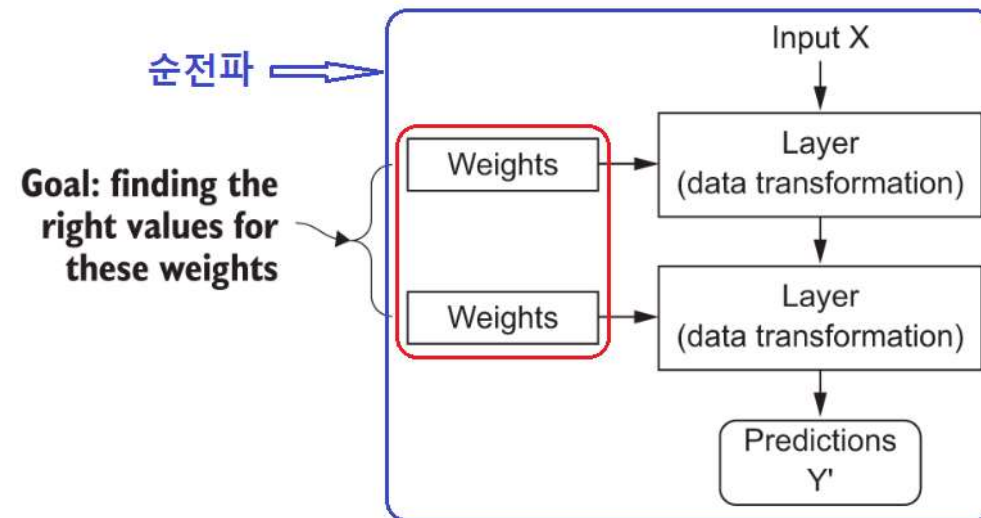 순전파
Input X
Weights
Layer
(data transformation)
Goal: finding the
right values for
these weights
Weights
Layer
(data transformation)
Predictions
Y'